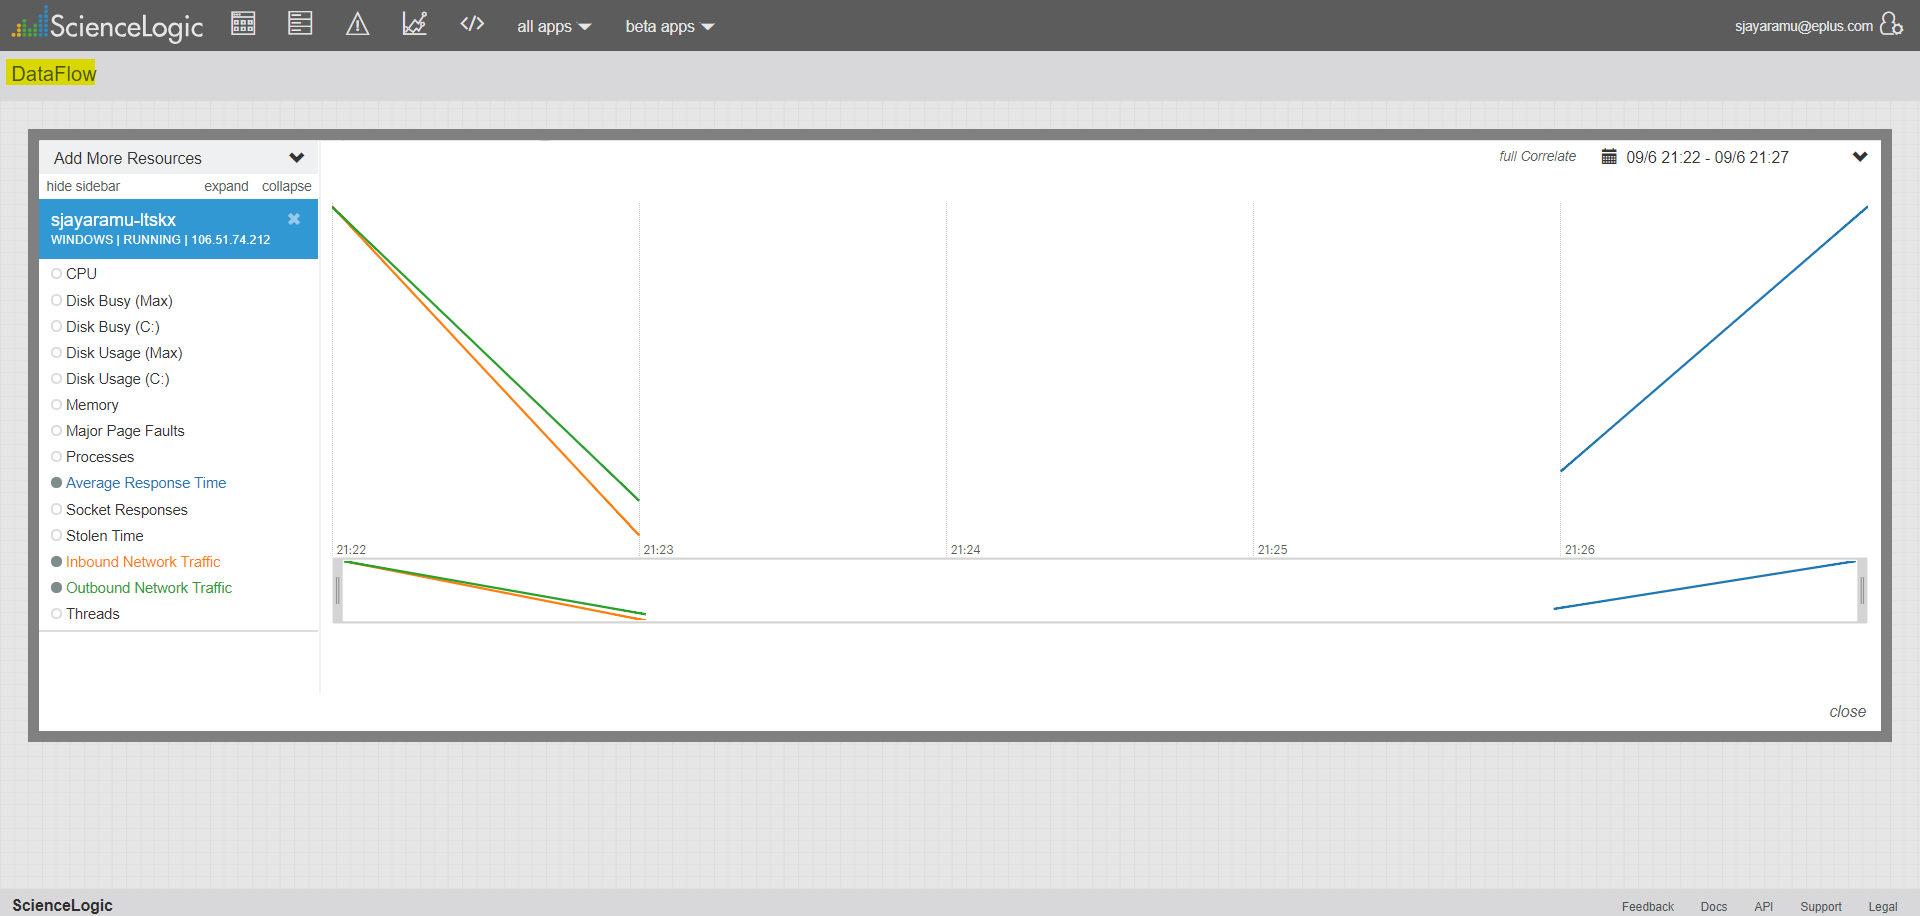 ScienceLogic
all apps
beta apps
sjayaramu@eplus.com
DataFlow
Add More Resources
full Correlate
09/6 21:22 - 09/6 21:27
hide sidebar
expand
collapse
sjayaramu-ltskx
WINDOWS | RUNNING | 106.51.74.212
CPU
Disk Busy (Max)
Disk Busy (C:)
Disk Usage (Max)
Disk Usage (C:)
Memory
Major Page Faults
Processes
Average Response Time
Socket Responses
Stolen Time
Inbound Network Traffic
Outbound Network Traffic
Threads
21:22
21:23
21:24
21:25
21:26
close
ScienceLogic
Feedback
Docs
API
Support
Legal